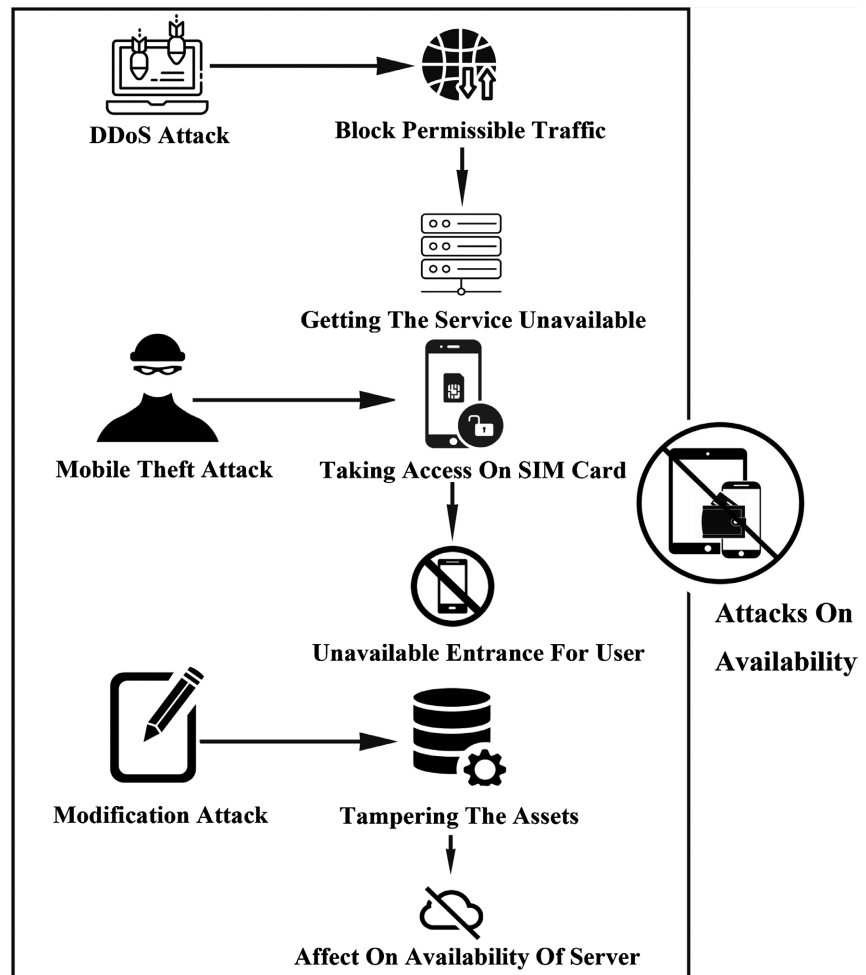 DDoS Attack
Block Permissible Traffic
Getting The Service Unavailable
Mobile Theft Attack
Taking Access On SIM Card
Unavailable Entrance For User
Modification Attack
Tampering The Assets
Affect On Availability Of Server
Attacks On
Availability